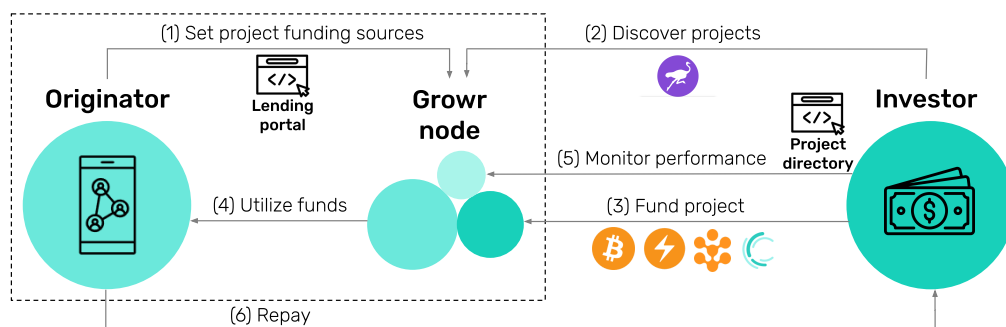 (1) Set project funding sources
(2) Discover projects
Lending
portal
Originator
Growr
node
Investor
Project
directory
(5) Monitor performance
(4) Utilize funds
(3) Fund project
(6) Repay